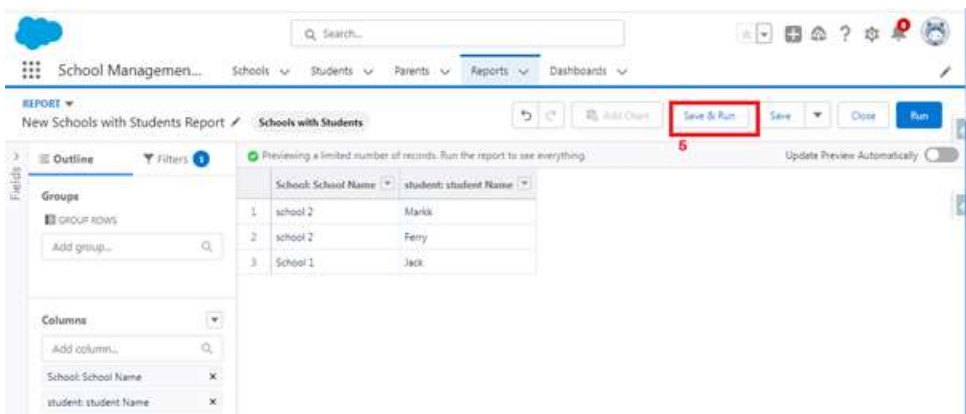 Search...
School Managemen... Schools Students Parents Reports Dashboards
REPORT
New Schools with Students Report Schools with Students Add Chart Save & Run Save Close Run
5
Fields
Outline Filters 1
Previewing a limited number of records. Run the report to see everything. Update Preview Automatically
Groups
GROUP ROWS
Add group...
Columns
Add column...
School: School Name
student: student Name
School: School Name student: student Name
1 school 2 Markk
2 school 2 Ferry
3 School 1 Jack